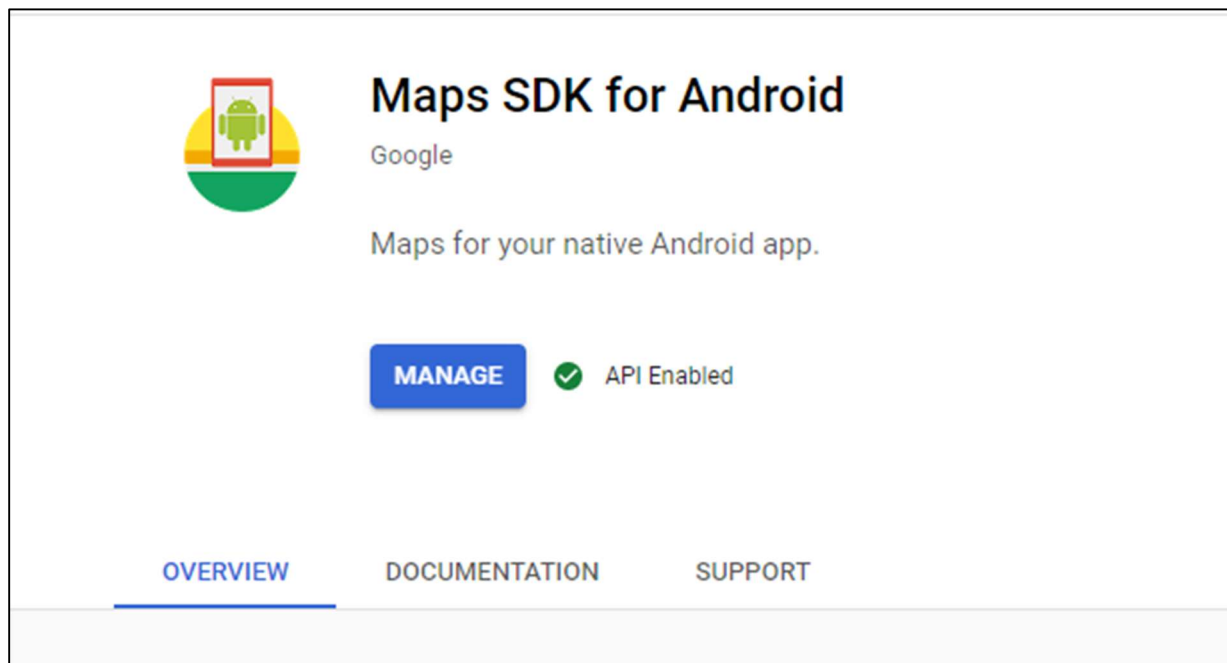 Maps SDK for Android
Google
Maps for your native Android app.
MANAGE API Enabled
OVERVIEW DOCUMENTATION SUPPORT